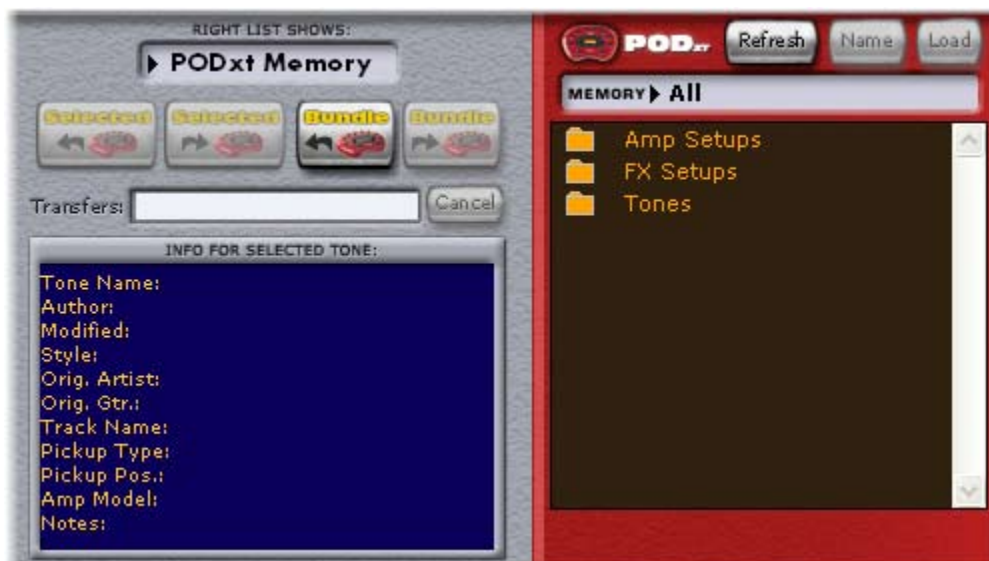 RIGHT LIST SHOWS:
PODxt Memory
Selected
Selected
Bundle
Bundle
Transfers:
Cancel
INFO FOR SELECTED TONE:
Tone Name:
Author:
Modified:
Style:
Orig. Artist:
Orig. Gtr.:
Track Name:
Pickup Type:
Pickup Pos.:
Amp Model:
Notes:
PODxt
Refresh
Name
Load
MEMORY All
Amp Setups
FX Setups
Tones